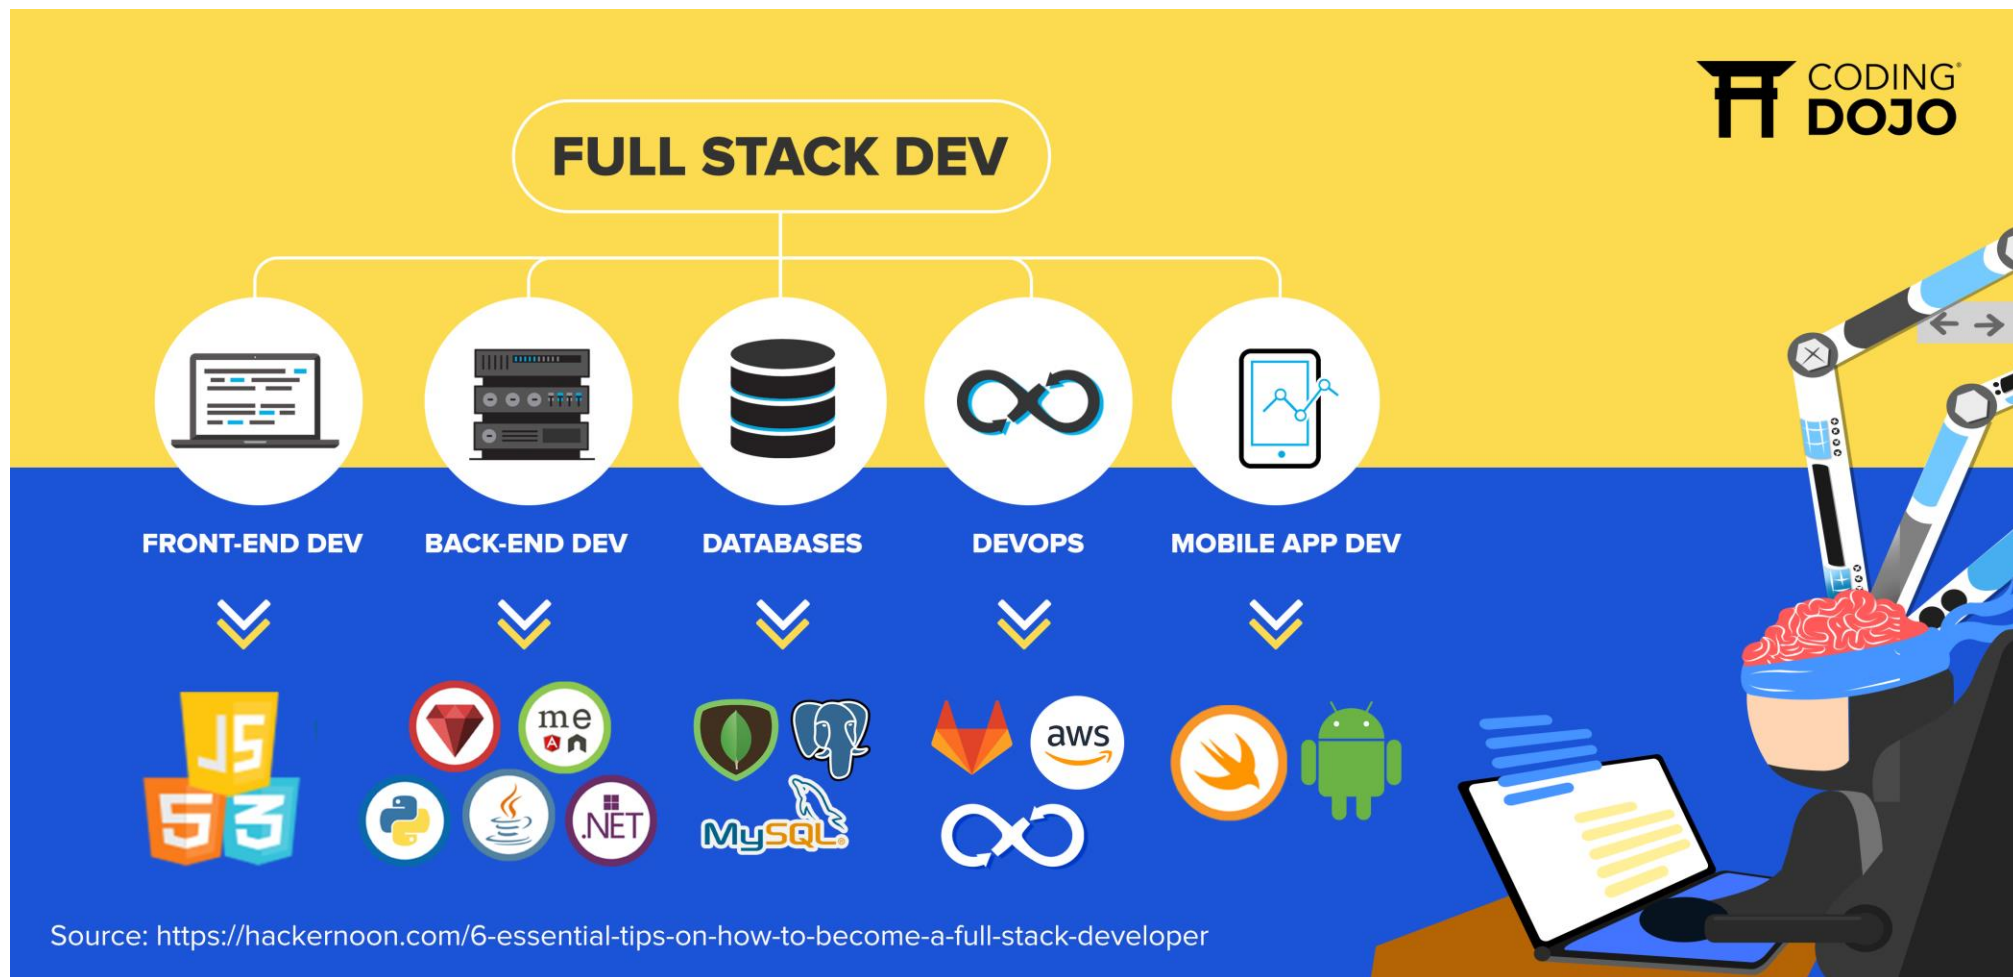 CODING
DOJO
FULL STACK DEV
FRONT-END DEV
BACK-END DEV
DATABASES
DEVOPS
MOBILE APP DEV
JS
5
3
me
A
.NET
MySQL
aws
Source: https://hackernoon.com/6-essential-tips-on-how-to-become-a-full-stack-developer